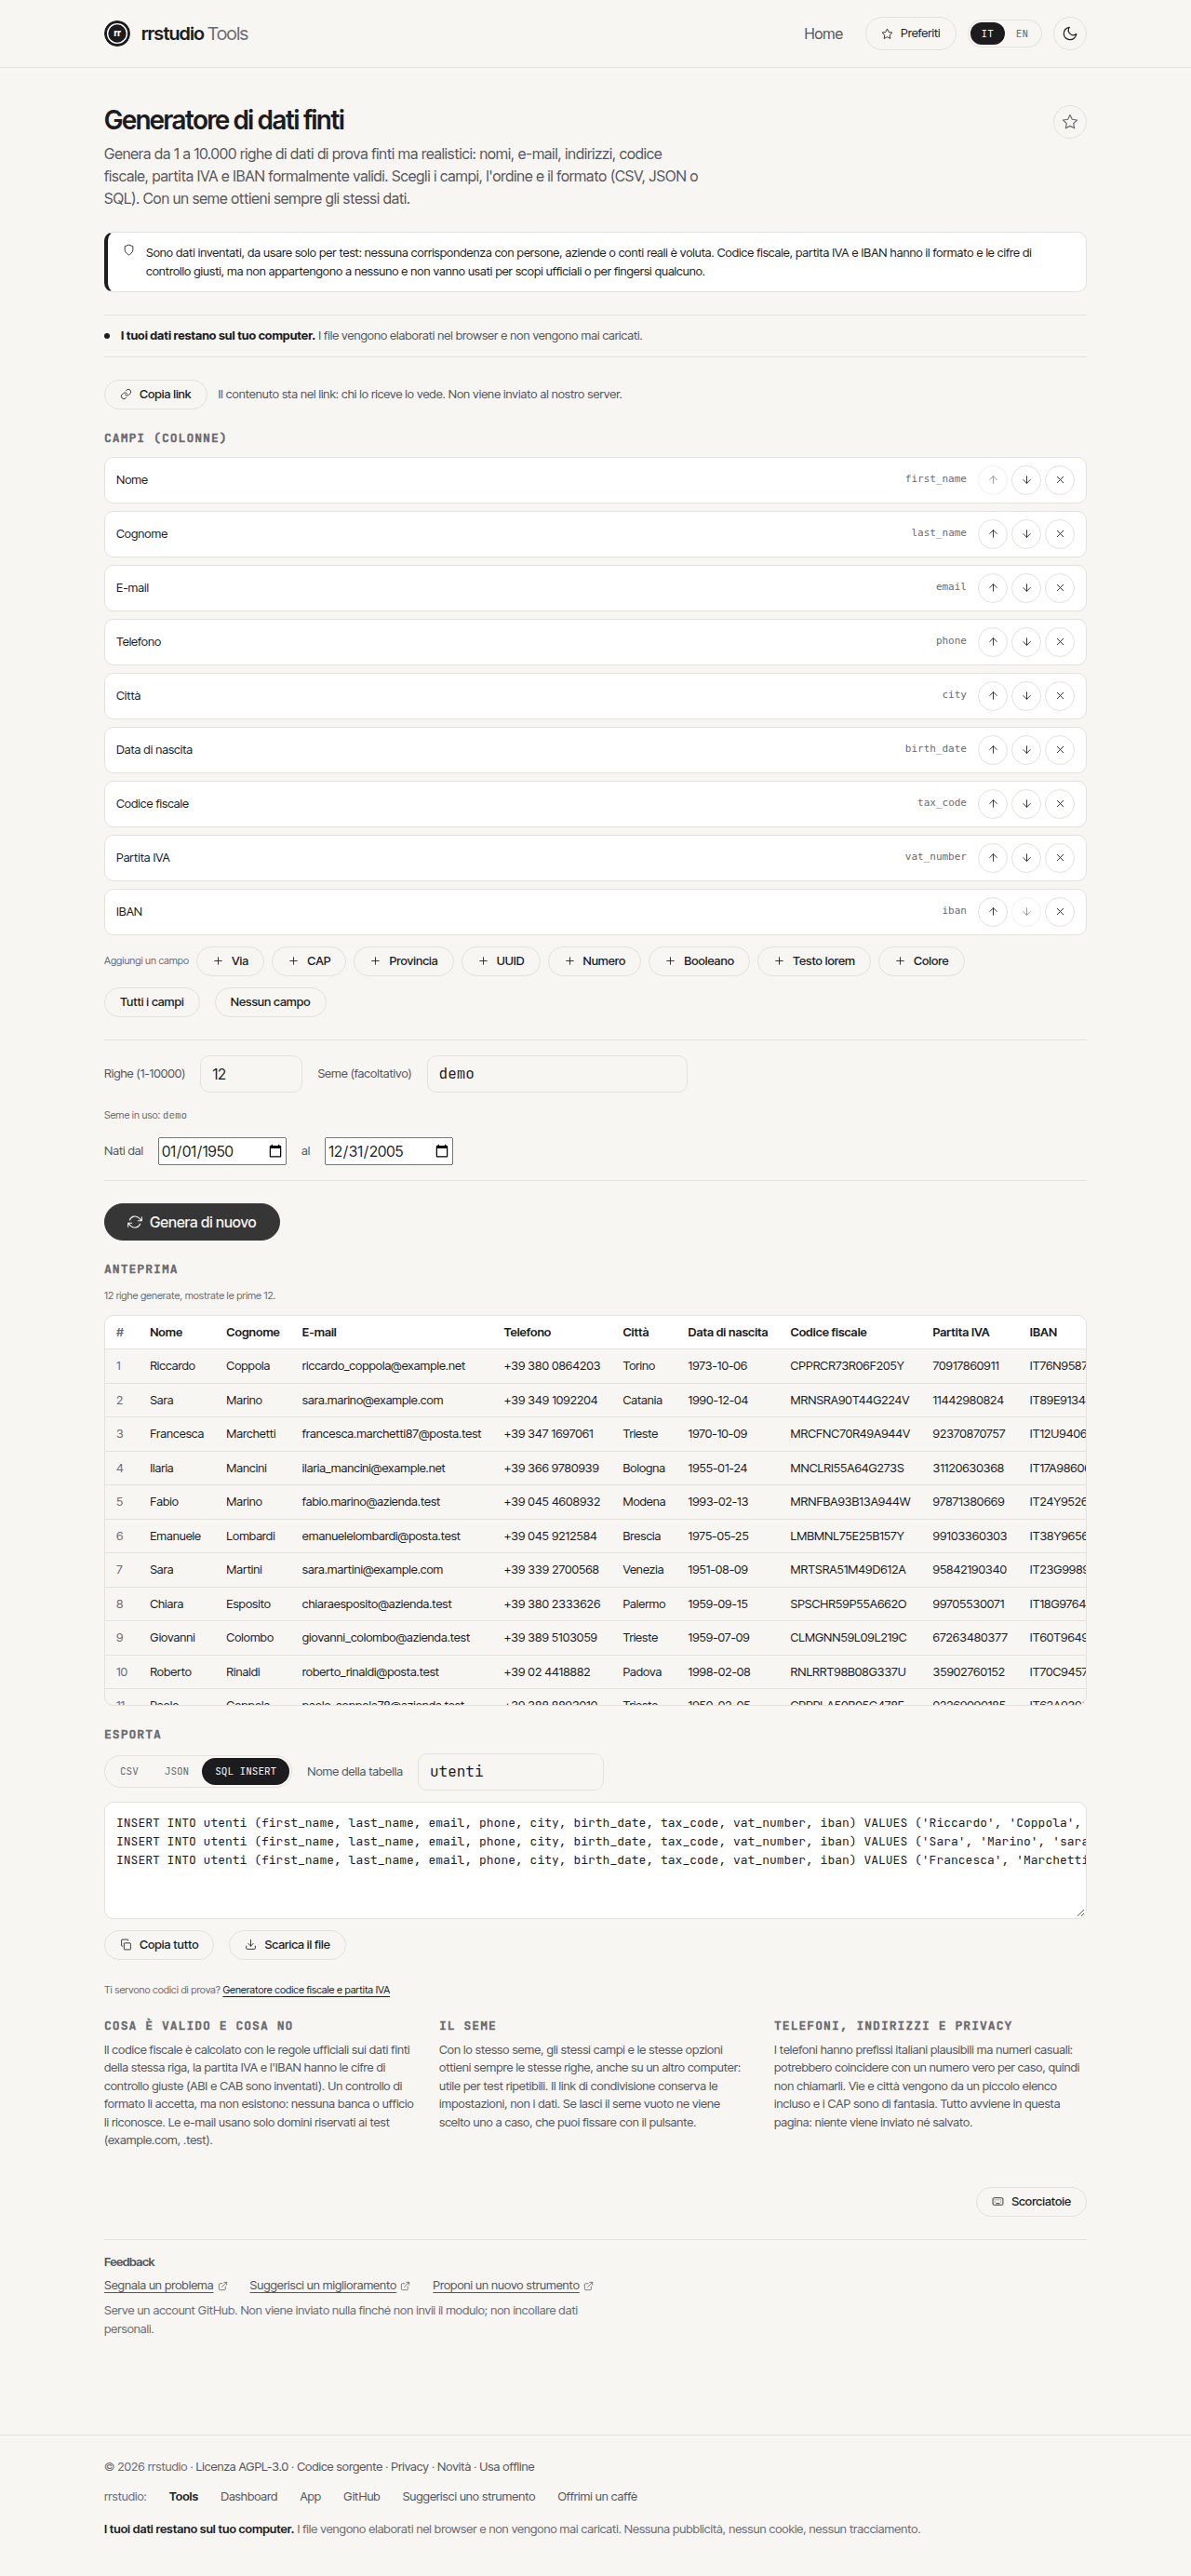 rr rrstudio Tools
Home
Preferiti
IT EN
Generatore di dati finti
Genera da 1 a 10.000 righe di dati di prova finti ma realistici: nomi, e-mail, indirizzi, codice
fiscale, partita IVA e IBAN formalmente validi. Scegli i campi, l'ordine e il formato (CSV, JSON o
SQL). Con un seme ottieni sempre gli stessi dati.
Sono dati inventati, da usare solo per test: nessuna corrispondenza con persone, aziende o conti reali è voluta. Codice fiscale, partita IVA e IBAN hanno il formato e le cifre di
controllo giusti, ma non appartengono a nessuno e non vanno usati per scopi ufficiali o per fingersi qualcuno.
I tuoi dati restano sul tuo computer. I file vengono elaborati nel browser e non vengono mai caricati.
Copia link Il contenuto sta nel link: chi lo riceve lo vede. Non viene inviato al nostro server.
CAMPI (COLONNE)
Nome first_name
Cognome last_name
E-mail email
Telefono phone
Città city
Data di nascita birth_date
Codice fiscale tax_code
Partita IVA vat_number
IBAN iban
Aggiungi un campo + Via + CAP + Provincia + UUID + Numero + Booleano + Testo lorem + Colore
Tutti i campi Nessun campo
Righe (1-10000) 12 Seme (facoltativo) demo
Seme in uso: demo
Nati dal 01/01/1950 al 12/31/2005
Genera di nuovo
ANTEPRIMA
12 righe generate, mostrate le prime 12.
# Nome Cognome E-mail Telefono Città Data di nascita Codice fiscale Partita IVA IBAN
1 Riccardo Coppola riccardo_coppola@example.net +39 380 0864203 Torino 1973-10-06 CPPRCR73R06F205Y 70917860911 IT76N9587
2 Sara Marino sara.marino@example.com +39 349 1092204 Catania 1990-12-04 MRNSRA90T44G224V 11442980824 IT89E9134
3 Francesca Marchetti francesca.marchetti87@posta.test +39 347 1697061 Trieste 1970-10-09 MRCFNC70R49A944V 92370870757 IT12U9406
4 Ilaria Mancini ilaria_mancini@example.net +39 366 9780939 Bologna 1955-01-24 MNCLRI55A64G273S 31120630368 IT17A9860
5 Fabio Marino fabio.marino@azienda.test +39 045 4608932 Modena 1993-02-13 MRNFBA93B13A944W 97871380669 IT24Y9526
6 Emanuele Lombardi emanuelelombardi@posta.test +39 045 9212584 Brescia 1975-05-25 LMBMNL75E25B157Y 99103360303 IT38Y9656
7 Sara Martini sara.martini@example.com +39 339 2700568 Venezia 1951-08-09 MRTSRA51M49D612A 95842190340 IT23G9989
8 Chiara Esposito chiaraesposito@azienda.test +39 380 2333626 Palermo 1959-09-15 SPSCHR59P55A662O 99705530071 IT18G9764
9 Giovanni Colombo giovanni_colombo@azienda.test +39 389 5103059 Trieste 1959-07-09 CLMGNN59L09L219C 67263480377 IT60T9649
10 Roberto Rinaldi roberto_rinaldi@posta.test +39 02 4418882 Padova 1998-02-08 RNLRRT98B08G337U 35902760152 IT70C9457
ESPORTA
CSV JSON SQL INSERT Nome della tabella utenti
INSERT INTO utenti (first_name, last_name, email, phone, city, birth_date, tax_code, vat_number, iban) VALUES ('Riccardo', 'Coppola',
INSERT INTO utenti (first_name, last_name, email, phone, city, birth_date, tax_code, vat_number, iban) VALUES ('Sara', 'Marino', 'sara
INSERT INTO utenti (first_name, last_name, email, phone, city, birth_date, tax_code, vat_number, iban) VALUES ('Francesca', 'Marchetti
Copia tutto Scarica il file
Ti servono codici di prova? Generatore codice fiscale e partita IVA
COSA È VALIDO E COSA NO
Il codice fiscale è calcolato con le regole ufficiali sui dati finti
della stessa riga, la partita IVA e l'IBAN hanno le cifre di
controllo giuste (ABI e CAB sono inventati). Un controllo di
formato li accetta, ma non esistono: nessuna banca o ufficio
li riconosce. Le e-mail usano solo domini riservati ai test
(example.com, .test).
IL SEME
Con lo stesso seme, gli stessi campi e le stesse opzioni
ottieni sempre le stesse righe, anche su un altro computer:
utile per test ripetibili. Il link di condivisione conserva le
impostazioni, non i dati. Se lasci il seme vuoto ne viene
scelto uno a caso, che puoi fissare con il pulsante.
TELEFONI, INDIRIZZI E PRIVACY
I telefoni hanno prefissi italiani plausibili ma numeri casuali:
potrebbero coincidere con un numero vero per caso, quindi
non chiamarli. Vie e città vengono da un piccolo elenco
incluso e i CAP sono di fantasia. Tutto avviene in questa
pagina: niente viene inviato né salvato.
Scorciatoie
Feedback
Segnala un problema Suggerisci un miglioramento Proponi un nuovo strumento
Serve un account GitHub. Non viene inviato nulla finché non invii il modulo; non incollare dati
personali.
© 2026 rrstudio · Licenza AGPL-3.0 · Codice sorgente · Privacy · Novità · Usa offline
rrstudio: Tools Dashboard App GitHub Suggerisci uno strumento Offrimi un caffè
I tuoi dati restano sul tuo computer. I file vengono elaborati nel browser e non vengono mai caricati. Nessuna pubblicità, nessun cookie, nessun tracciamento.